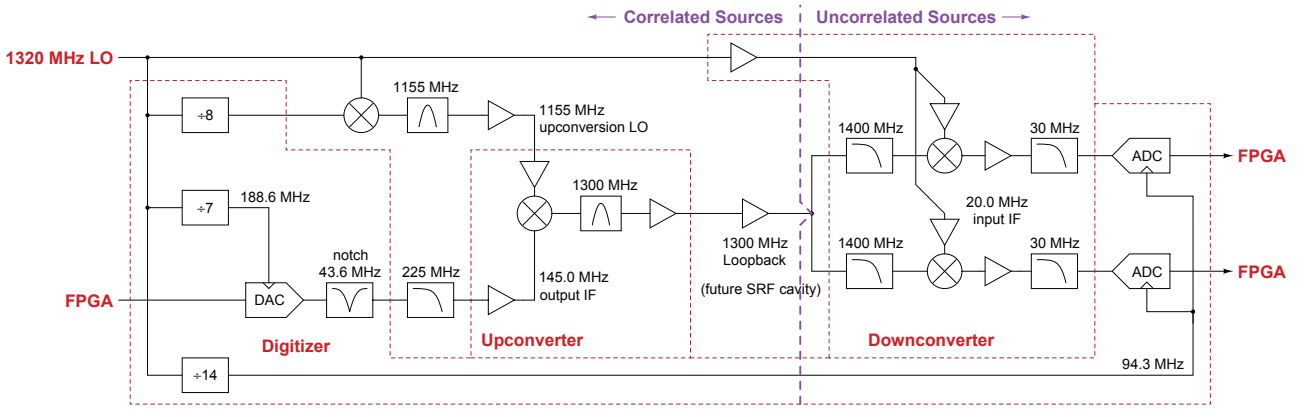 Correlated Sources
Uncorrelated Sources
1320 MHz LO
1155 MHz
÷8
1155 MHz
upconversion LO
1400 MHz
30 MHz
ADC
FPGA
÷7
188.6 MHz
1300 MHz
20.0 MHz
input IF
1300 MHz
Loopback
(future SRF cavity)
1400 MHz
30 MHz
ADC
FPGA
notch
43.6 MHz
225 MHz
145.0 MHz
output IF
FPGA
DAC
Digitizer
Upconverter
Downconverter
94.3 MHz
÷14